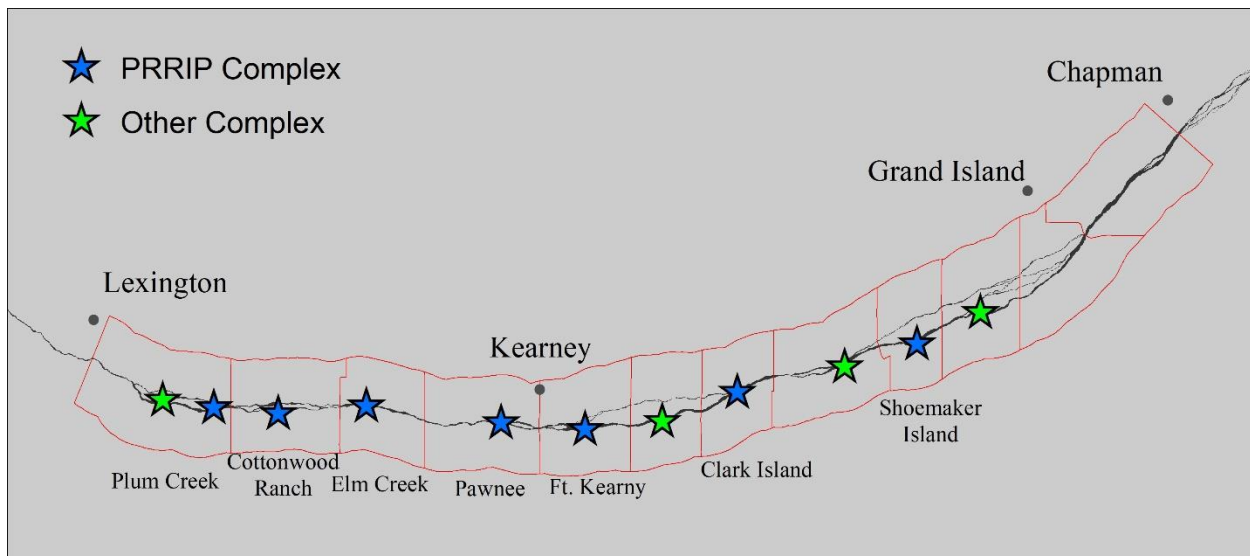 PRRIP Complex
Other Complex
Chapman
Grand Island
Lexington
Kearney
Shoemaker
Island
Plum Creek
Cottonwood
Ranch
Elm Creek
Pawnee
Ft. Kearny
Clark Island